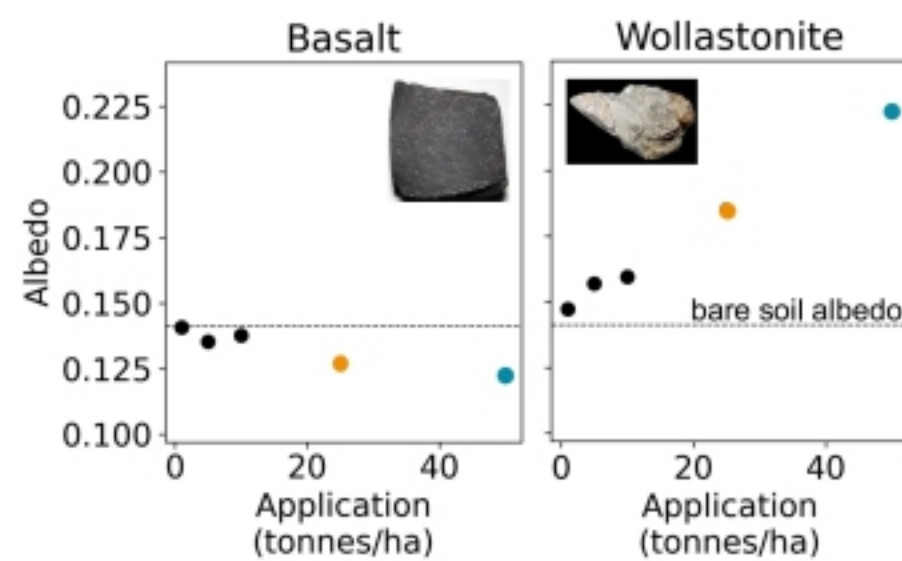 Basalt
Wollastonite
Albedo
0.225
0.200
0.175
0.150
0.125
0.100
bare soil albedo
0
20
40
0
20
40
Application
(tonnes/ha)
Application
(tonnes/ha)